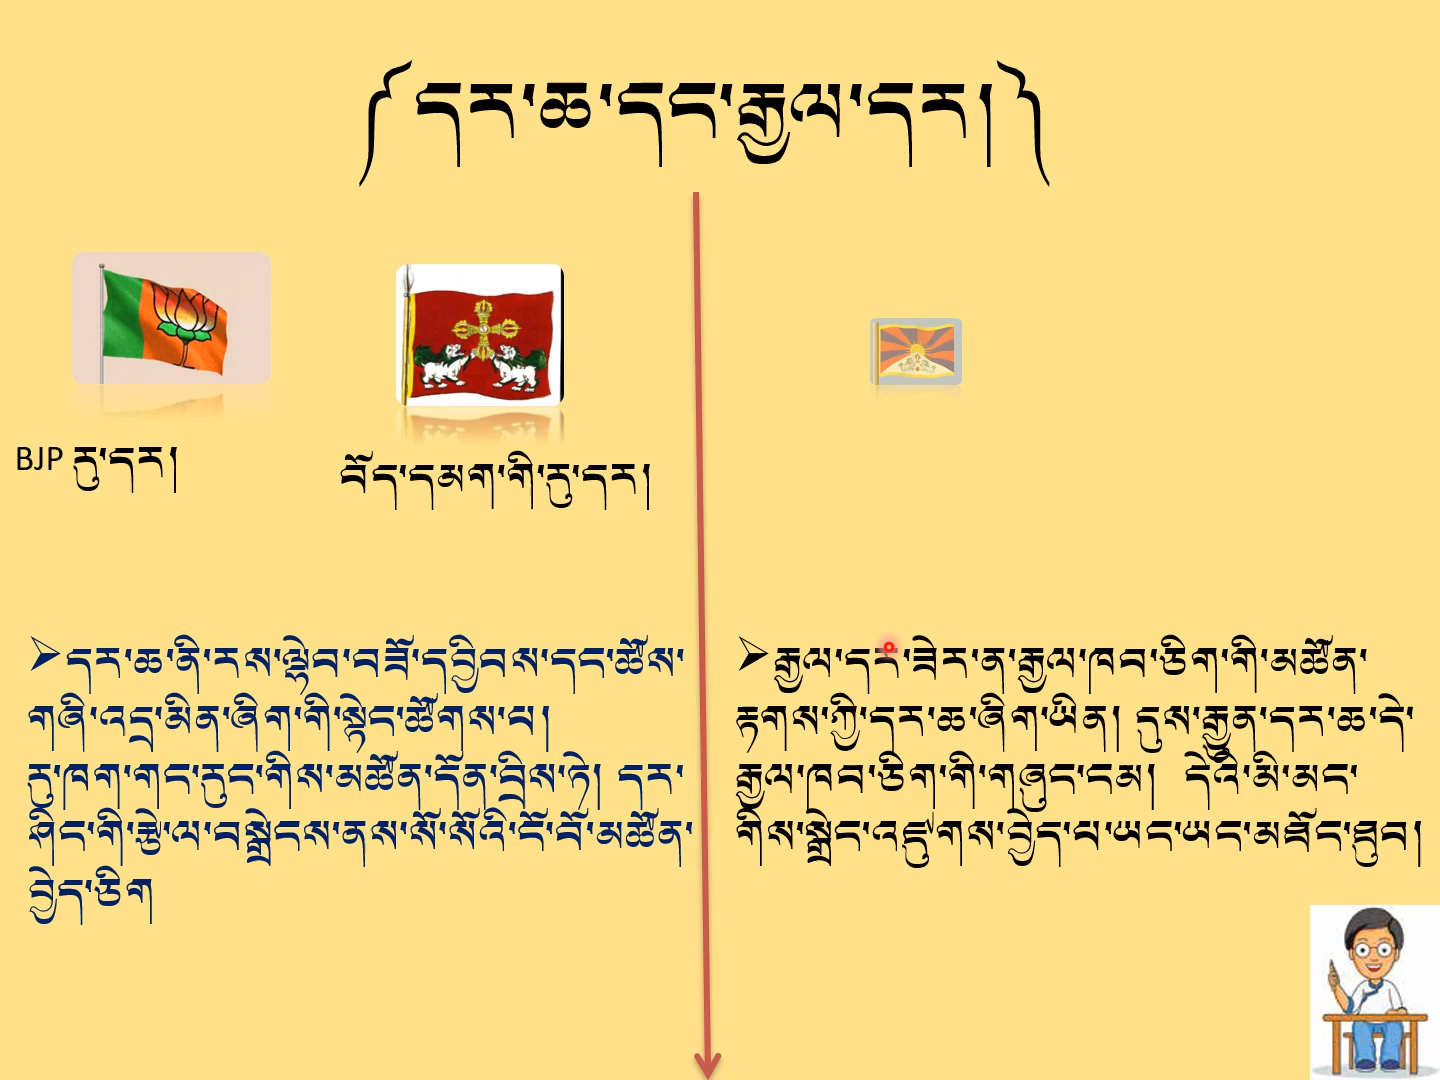 ༼དར་ཆ་དང་རྒྱལ་དར།༽
BJP རུ་དར།
བོད་དམག་གི་རུ་དར།
➢དར་ཆ་ནི་རས་ལྷེབ་བཟོ་དབྱིབས་དང་ཚོས་
གཞི་འདྲ་མིན་ཞིག་གི་སྟེང་ཚོགས་པ།
རུ་ཁག་གང་རུང་གིས་མཚོན་དོན་བྲིས་ཏེ། དར་
ཤིང་གི་རྩེ་ལ་བསྒྲེངས་ནས་སོ་སོའི་ངོ་བོ་མཚོན་
བྱེད་ཅིག
➢རྒྱལ་དར་ཟེར་ན་རྒྱལ་ཁབ་ཅིག་གི་མཚོན་
རྟགས་ཀྱི་དར་ཆ་ཞིག་ཡིན། དུས་རྒྱུན་དར་ཆ་དེ་
རྒྱལ་ཁབ་ཅིག་གི་གཞུང་ངམ། དེའི་མི་མང་
གིས་སྒྲེང་འཛུགས་བྱེད་པ་ཡང་ཡང་མཐོང་ཐུབ།